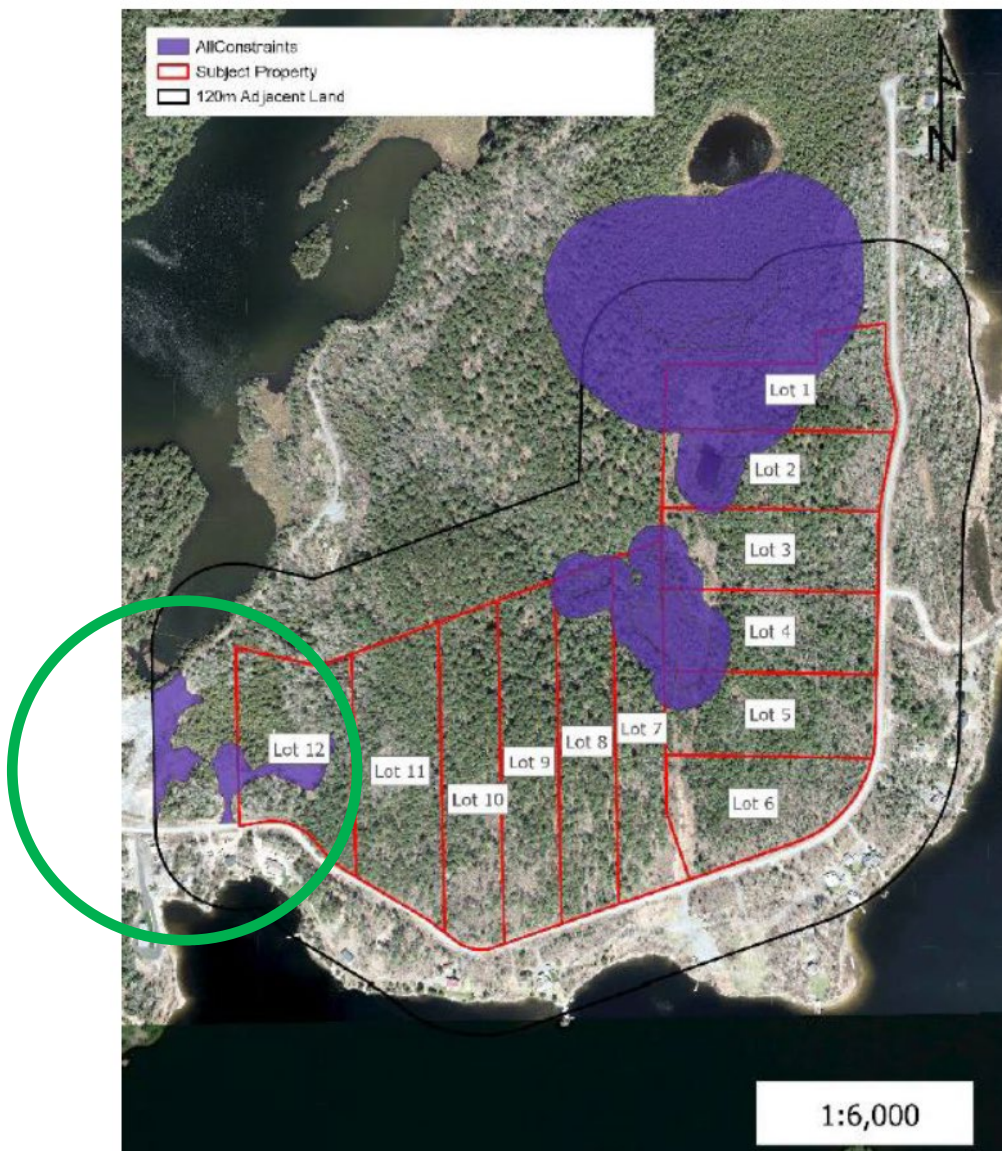 AllConstraints
Subject Property
120m Adjacent Land
N
Lot 1
Lot 2
Lot 3
Lot 4
Lot 5
Lot 6
Lot 7
Lot 8
Lot 9
Lot 10
Lot 11
Lot 12
1:6,000